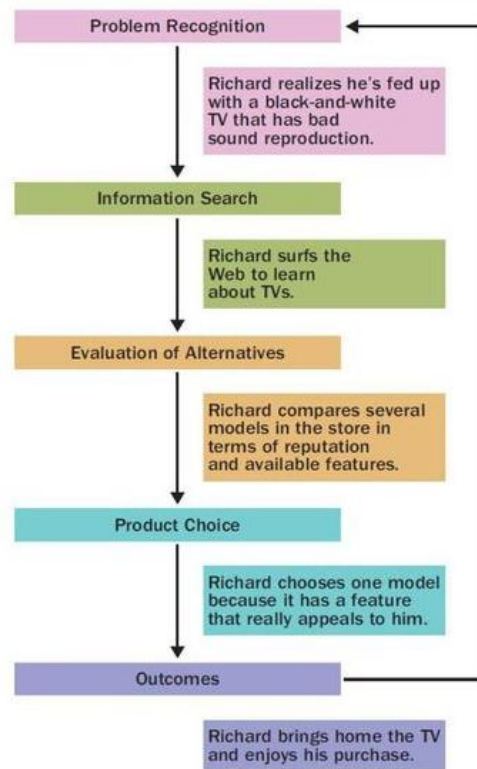 Problem Recognition
Richard realizes he's fed up
with a black-and-white
TV that has bad
sound reproduction.
Information Search
Richard surfs the
Web to learn
about TVs.
Evaluation of Alternatives
Richard compares several
models in the store in
terms of reputation
and available features.
Product Choice
Richard chooses one model
because it has a feature
that really appeals to him.
Outcomes
Richard brings home the TV
and enjoys his purchase.